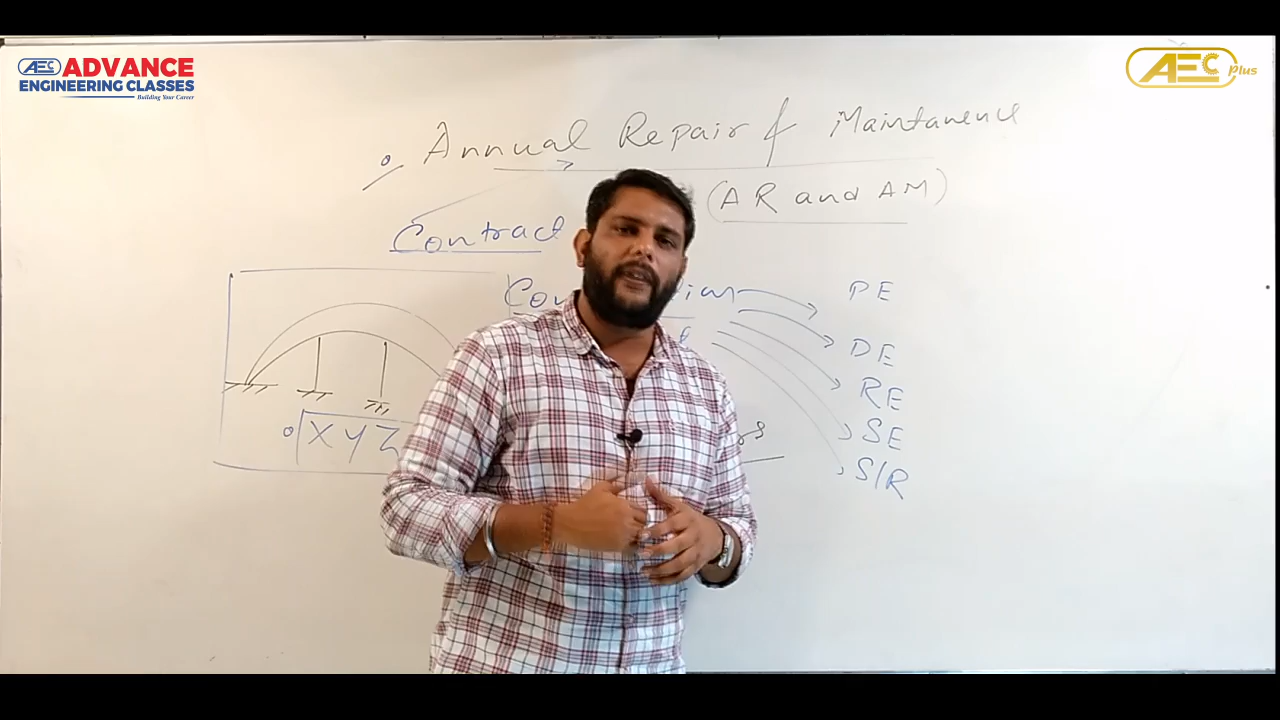 AEC ADVANCE
ENGINEERING CLASSES
Building Your Career
AEC Plus
Annual Repair & Maintanence
(AR and AM)
Contract
PE
DE
RE
SE
S/R
XYZ